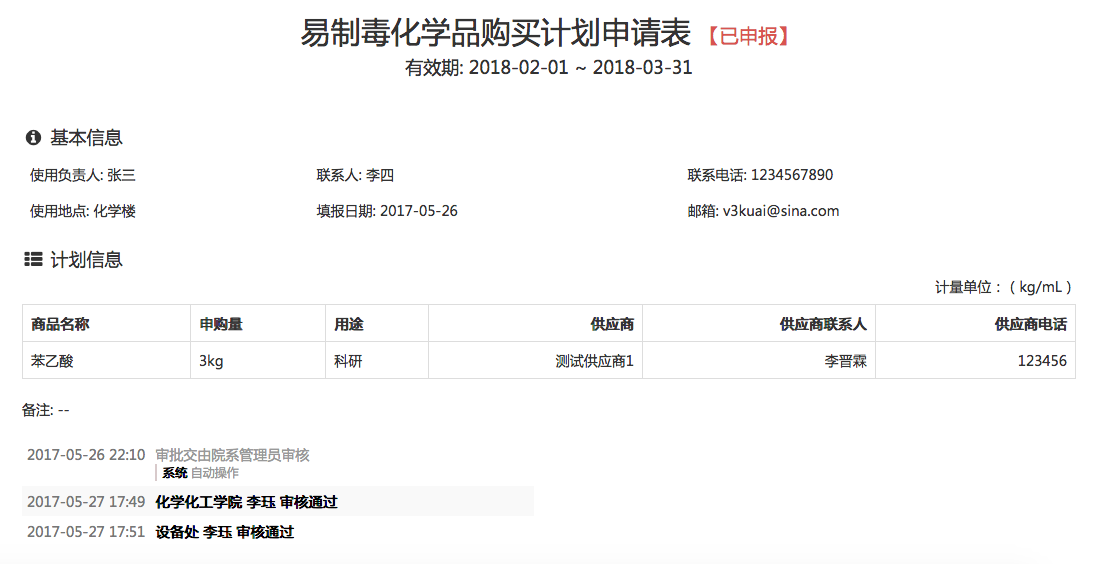 易制毒化学品购买计划申请表 【已申报】
有效期: 2018-02-01 ~ 2018-03-31
基本信息
使用负责人: 张三 联系人: 李四 联系电话: 1234567890
使用地点: 化学楼 填报日期: 2017-05-26 邮箱: v3kuai@sina.com
计划信息
计量单位：（ kg/mL ）
商品名称 申购量 用途 供应商 供应商联系人 供应商电话
苯乙酸 3kg 科研 测试供应商1 李晋霖 123456
备注: --
2017-05-26 22:10 审批交由院系管理员审核
系统 自动操作
2017-05-27 17:49 化学化工学院 李珏 审核通过
2017-05-27 17:51 设备处 李珏 审核通过